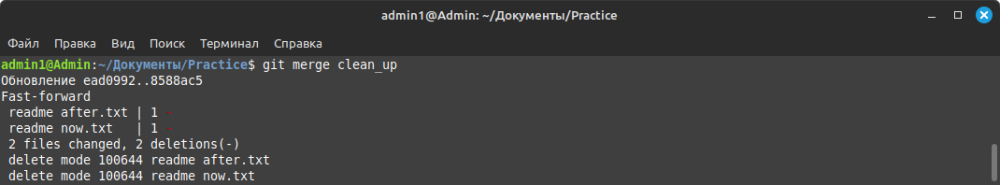 admin1@Admin: ~/Документы/Practice
Файл Правка Вид Поиск Терминал Справка
admin1@Admin:~/Документы/Practice$ git merge clean_up
Обновление ead0992..8588ac5
Fast-forward
 readme after.txt | 1 -
 readme now.txt   | 1
 2 files changed, 2 deletions(-)
 delete mode 100644 readme after.txt
 delete mode 100644 readme now.txt